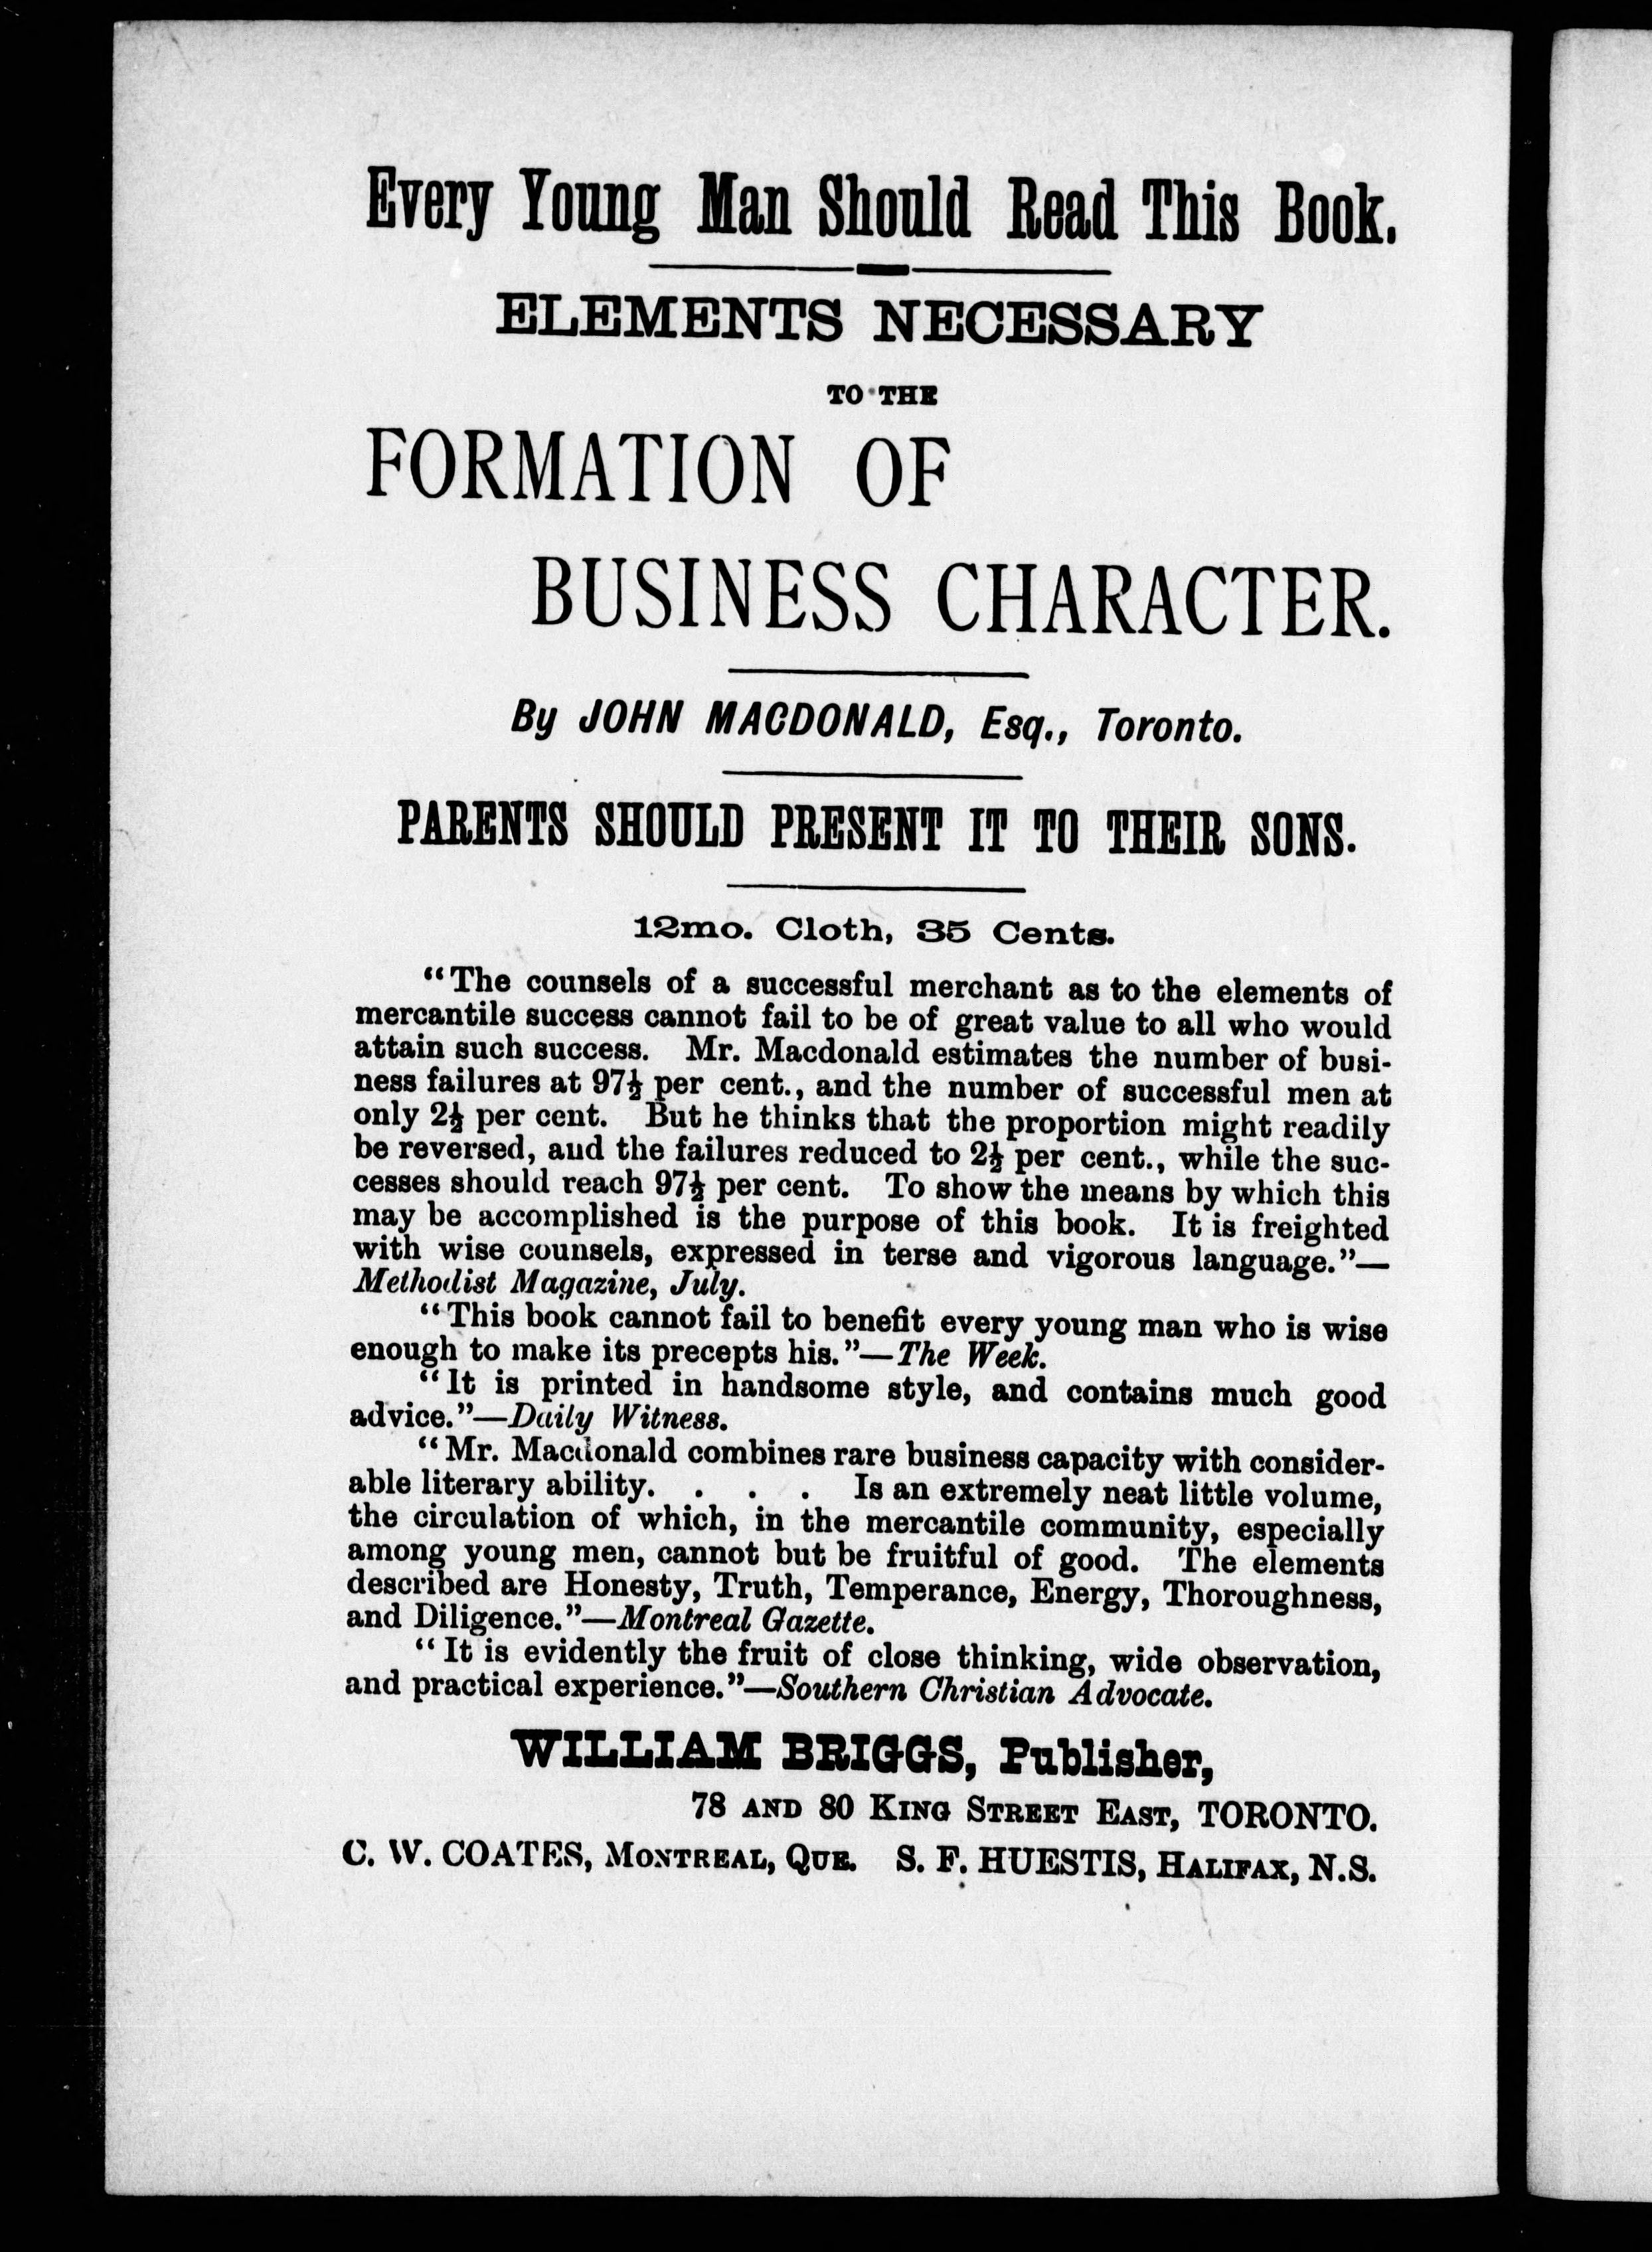 Every Young Man Should Read This Book.
ELEMENTS NECESSARY
TO THE
FORMATION OF
BUSINESS CHARACTER.
By JOHN MACDONALD, Esq., Toronto.
PARENTS SHOULD PRESENT IT TO THEIR SONS.
12mo. Cloth, 35 Cents.
"The counsels of a successful merchant as to the elements of
mercantile success cannot fail to be of great value to all who would
attain such success. Mr. Macdonald estimates the number of busi-
ness failures at 97½ per cent., and the number of successful men at
only 2½ per cent. But he thinks that the proportion might readily
be reversed, aud the failures reduced to 2½ per cent., while the suc-
cesses should reach 97½ per cent. To show the means by which this
may be accomplished is the purpose of this book. It is freighted
with wise counsels, expressed in terse and vigorous language."—
Methodist Magazine, July.
"This book cannot fail to benefit every young man who is wise
enough to make its precepts his."—The Week.
"It is printed in handsome style, and contains much good
advice."—Daily Witness.
"Mr. Macdonald combines rare business capacity with consider-
able literary ability. . . . Is an extremely neat little volume,
the circulation of which, in the mercantile community, especially
among young men, cannot but be fruitful of good. The elements
described are Honesty, Truth, Temperance, Energy, Thoroughness,
and Diligence."—Montreal Gazette.
"It is evidently the fruit of close thinking, wide observation,
and practical experience."—Southern Christian Advocate.
WILLIAM BRIGGS, Publisher,
78 AND 80 KING STREET EAST, TORONTO.
C. W. COATES, MONTREAL, QUE. S. F. HUESTIS, HALIFAX, N.S.